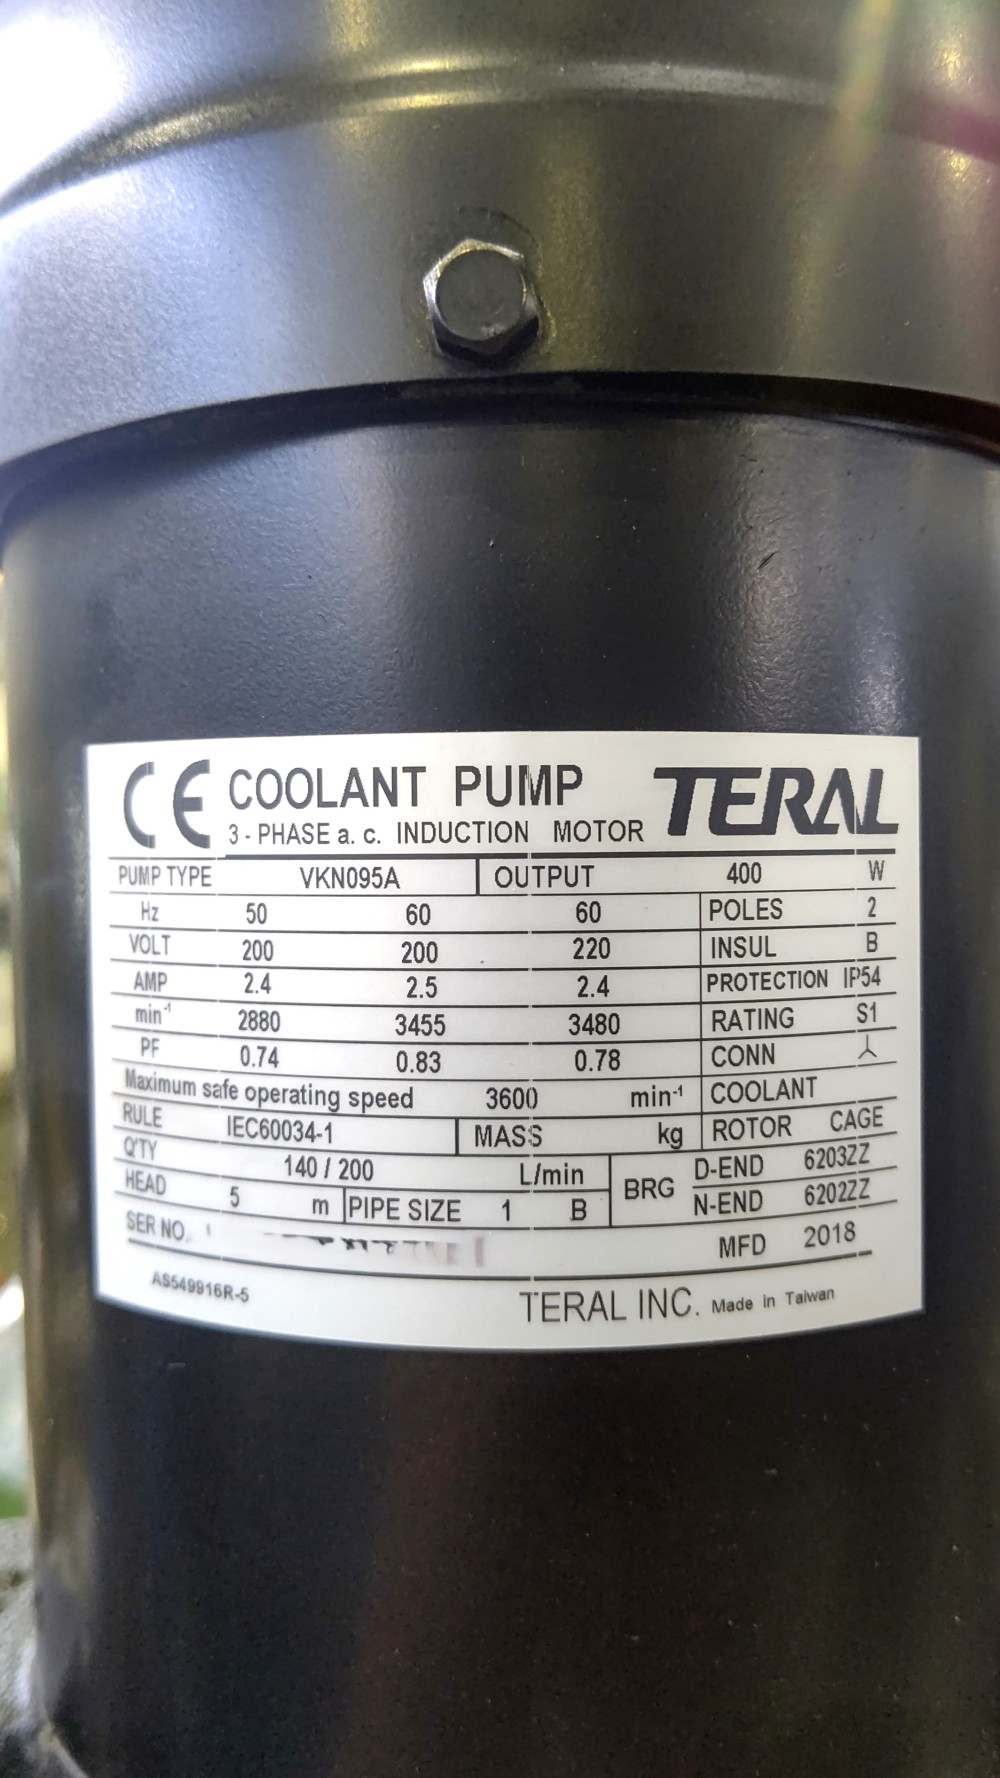 CE COOLANT PUMP TERAL
3 - PHASE a. c. INDUCTION MOTOR
PUMP TYPE VKN095A OUTPUT 400 W
Hz 50 60 60 POLES 2
VOLT 200 200 220 INSUL B
AMP 2.4 2.5 2.4 PROTECTION IP54
min⁻¹ 2880 3455 3480 RATING S1
PF 0.74 0.83 0.78 CONN
Maximum safe operating speed 3600 min⁻¹ COOLANT
RULE IEC60034-1 MASS kg ROTOR CAGE
Q'TY 140 / 200 L/min BRG D-END 6203ZZ
HEAD 5 m PIPE SIZE 1 B N-END 6202ZZ
SER NO. MFD 2018
AS549916R-5 TERAL INC. Made in Taiwan